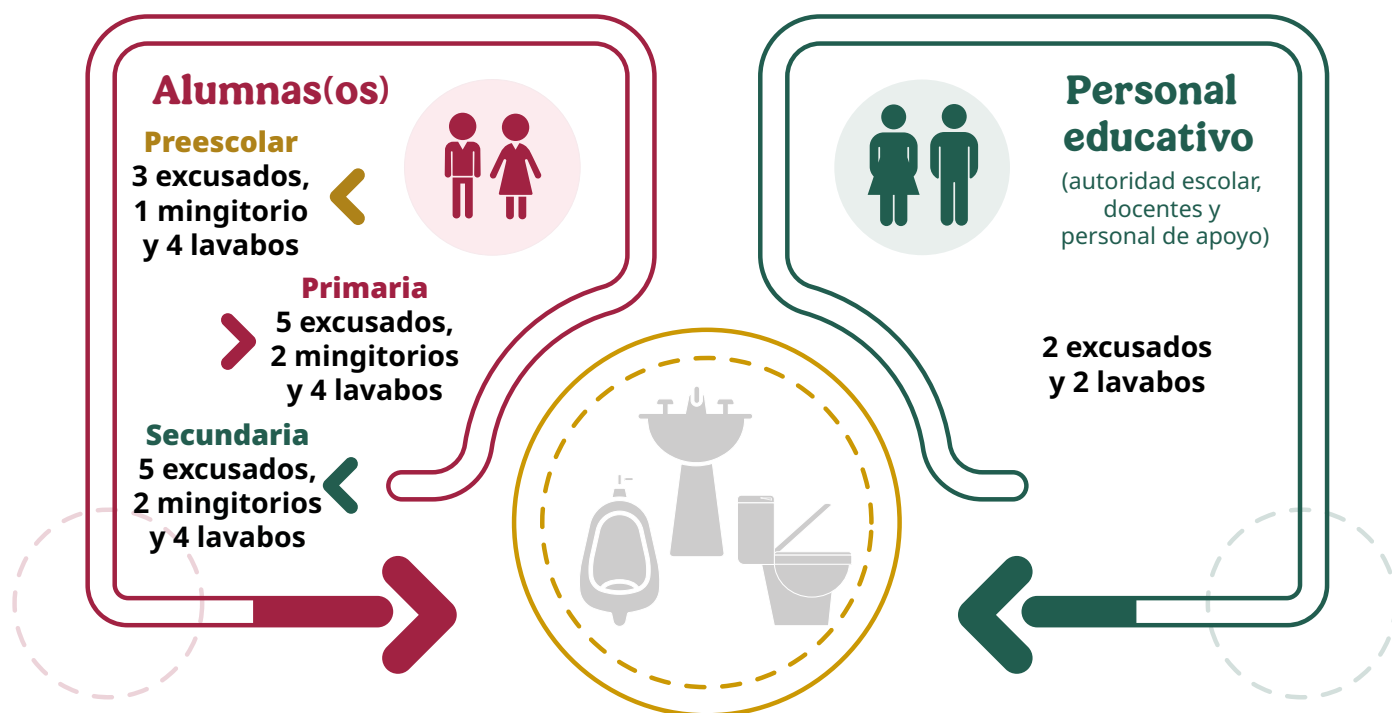 Alumnas(os)
Preescolar
3 excusados,
1 mingitorio
y 4 lavabos
Primaria
5 excusados,
2 mingitorios
y 4 lavabos
Secundaria
5 excusados,
2 mingitorios
y 4 lavabos
Personal
educativo
(autoridad escolar,
docentes y
personal de apoyo)
2 excusados
y 2 lavabos